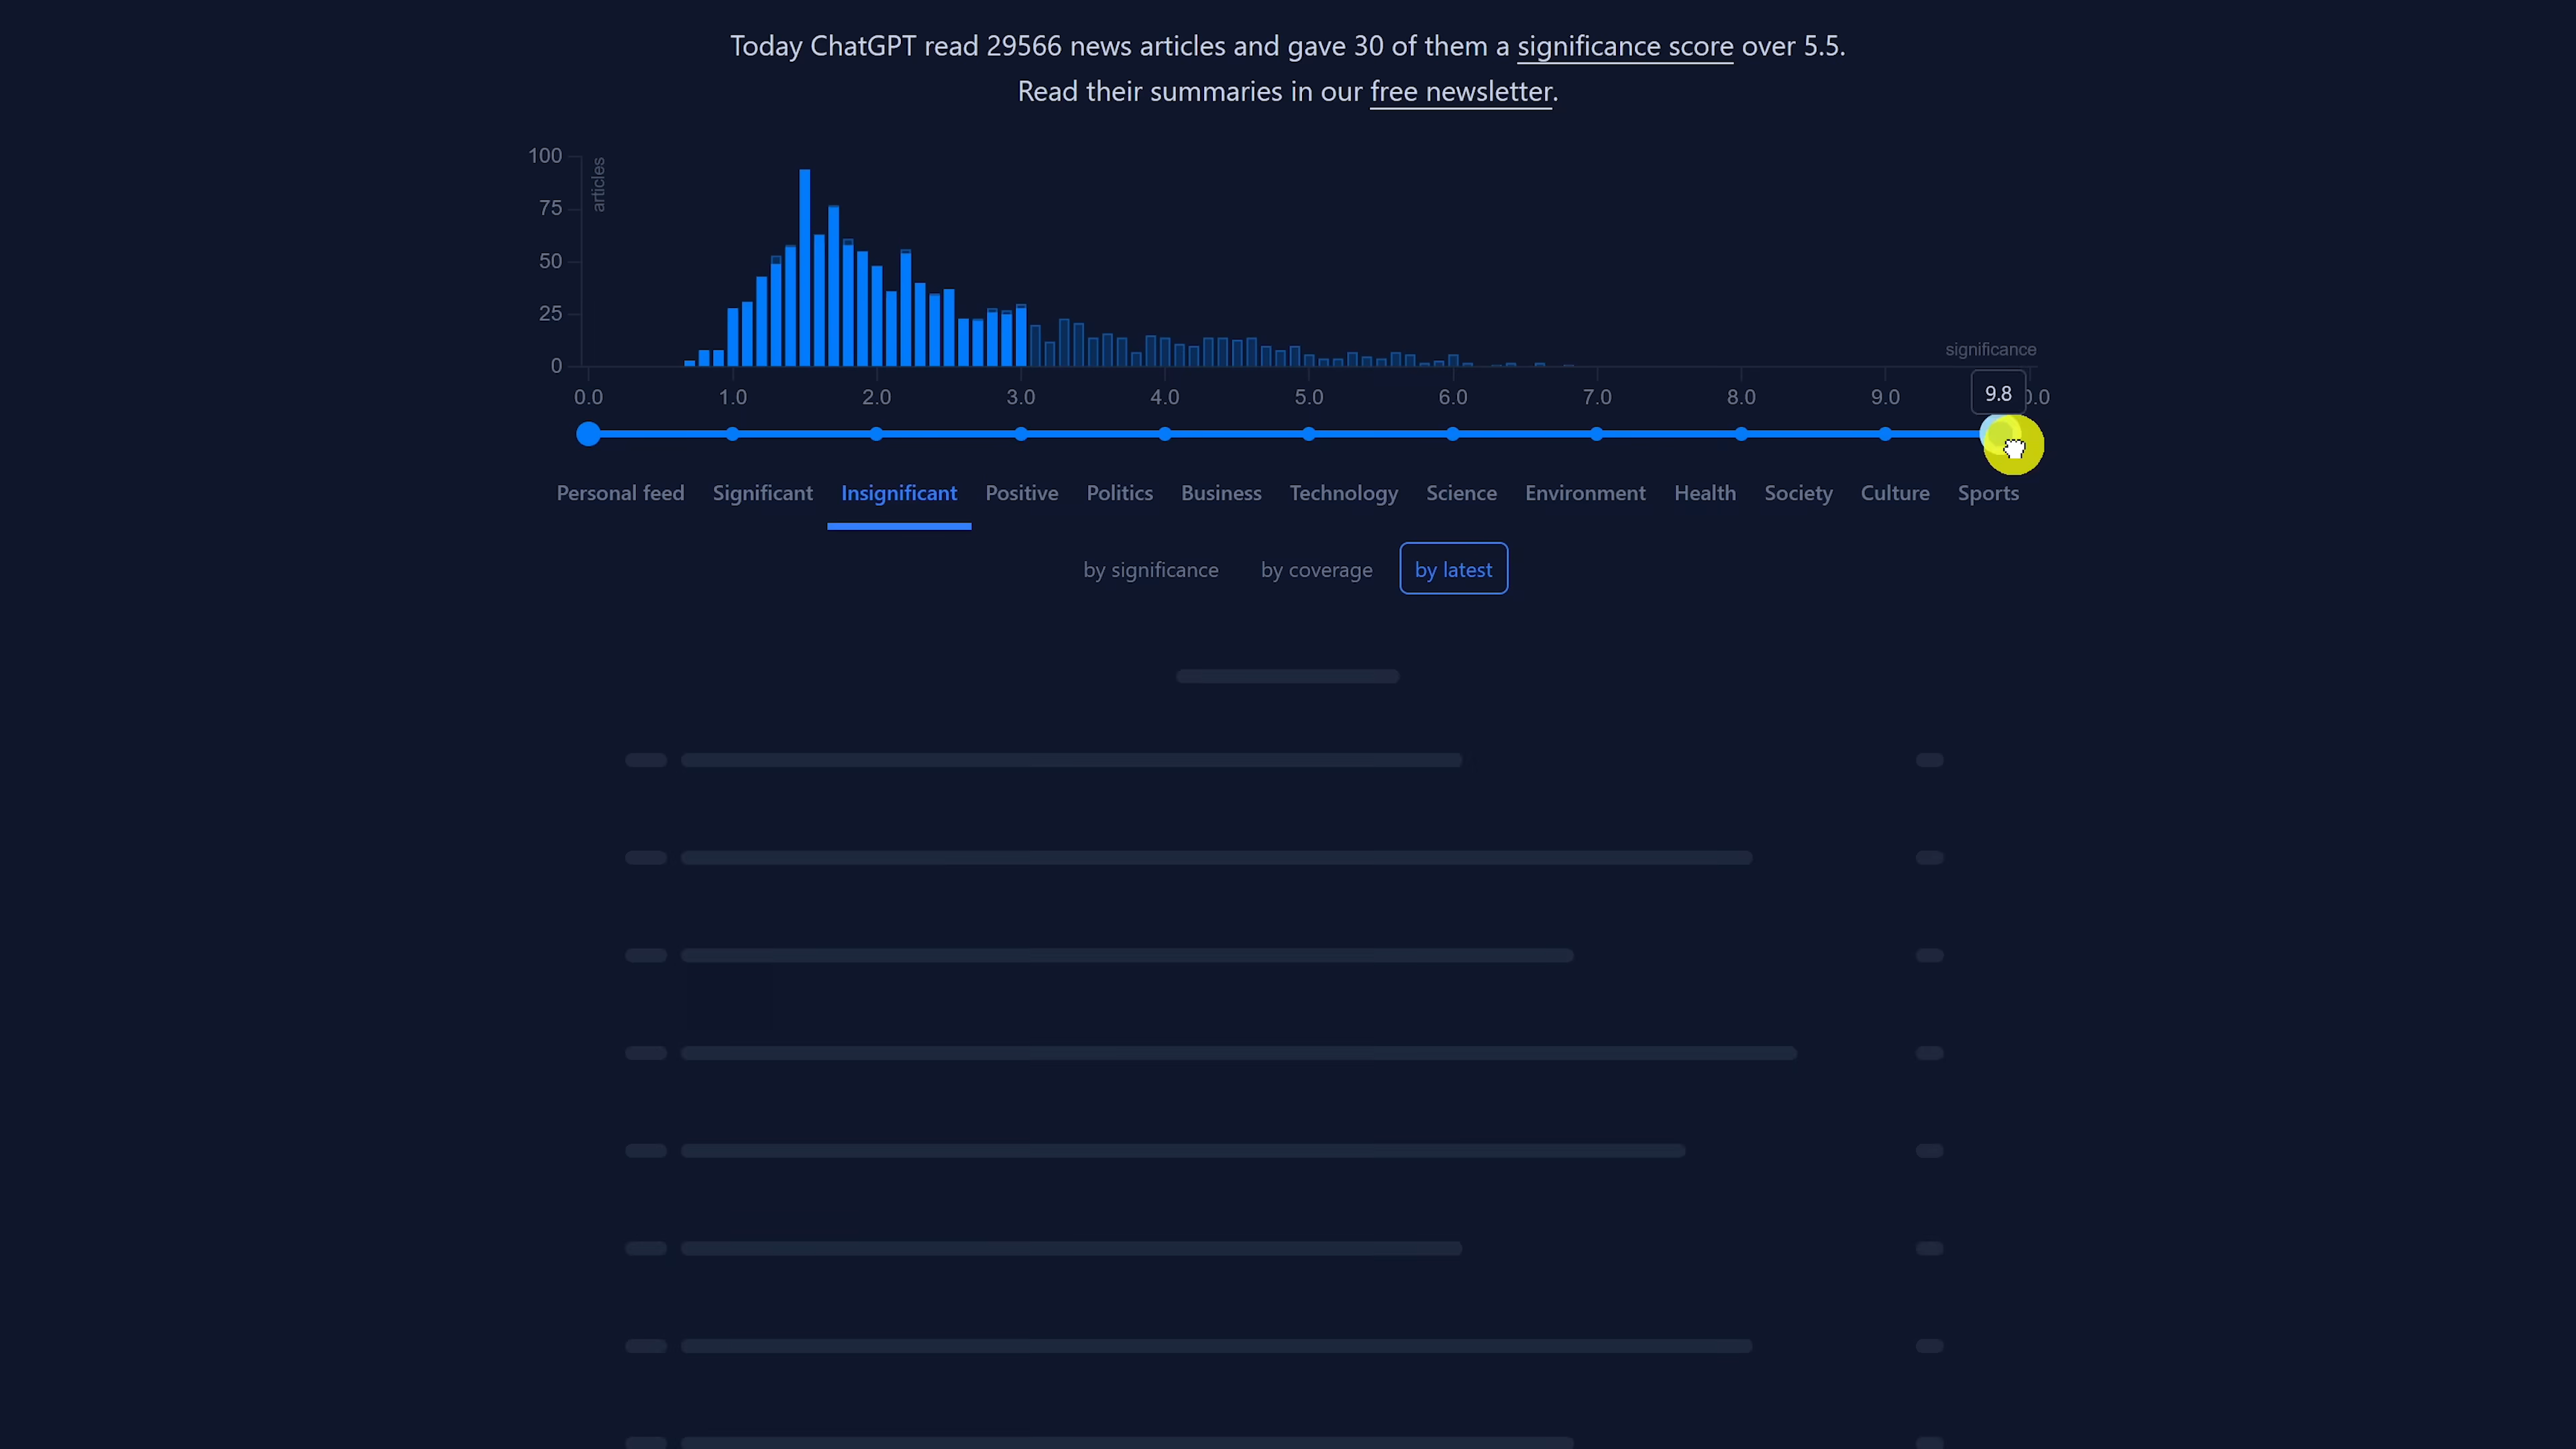 Today ChatGPT read 29566 news articles and gave 30 of them a significance score over 5.5.
Read their summaries in our free newsletter.
100
articles
75
50
25
0
significance
0.0 1.0 2.0 3.0 4.0 5.0 6.0 7.0 8.0 9.0
9.8
Personal feed Significant Insignificant Positive Politics Business Technology Science Environment Health Society Culture Sports
by significance by coverage by latest